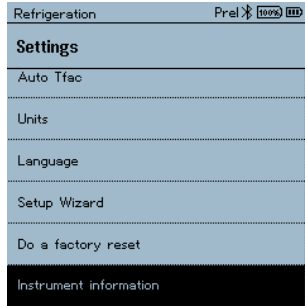 Refrigeration Prel 100%
Settings
Auto Tfac
Units
Language
Setup Wizard
Do a factory reset
Instrument information